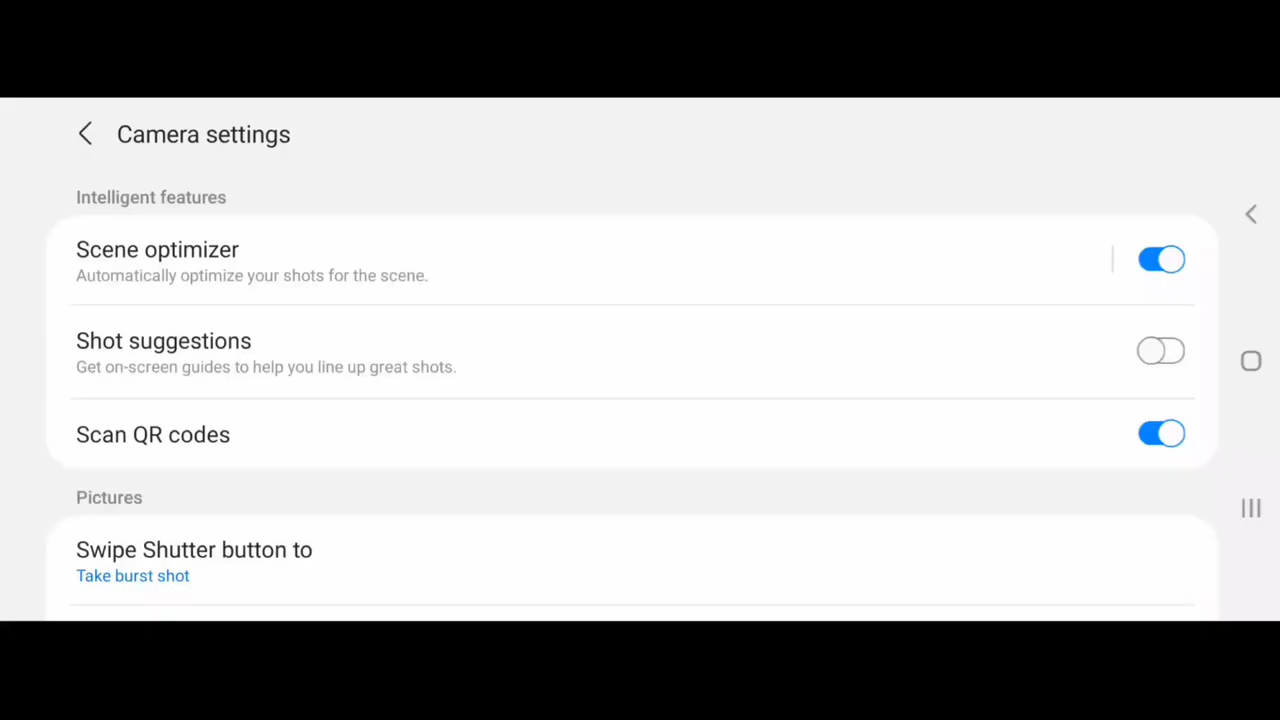 Camera settings
Intelligent features
Scene optimizer
Automatically optimize your shots for the scene.
Shot suggestions
Get on-screen guides to help you line up great shots.
Scan QR codes
Pictures
Swipe Shutter button to
Take burst shot